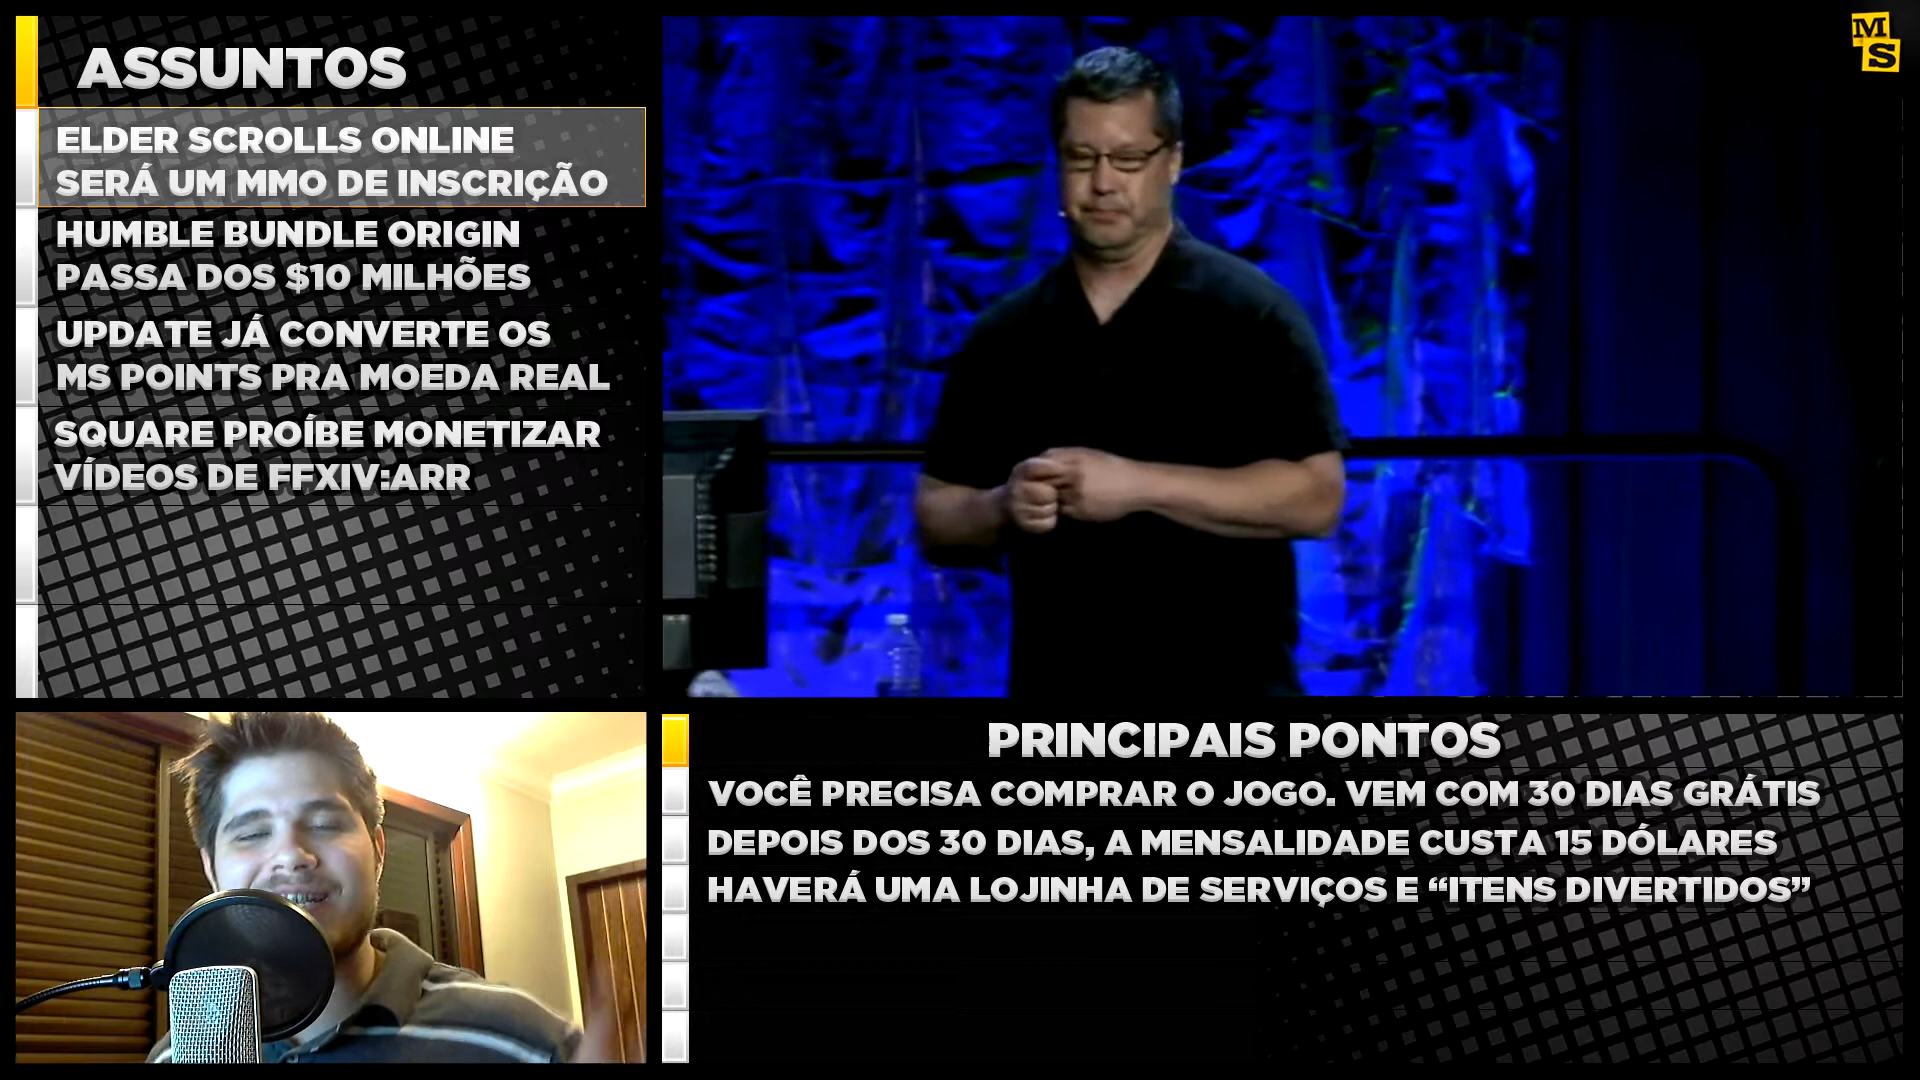 ASSUNTOS
ELDER SCROLLS ONLINE
SERÁ UM MMO DE INSCRIÇÃO
HUMBLE BUNDLE ORIGIN
PASSA DOS $10 MILHÕES
UPDATE JÁ CONVERTE OS
MS POINTS PRA MOEDA REAL
SQUARE PROÍBE MONETIZAR
VÍDEOS DE FFXIV:ARR
MS
PRINCIPAIS PONTOS
VOCÊ PRECISA COMPRAR O JOGO. VEM COM 30 DIAS GRÁTIS
DEPOIS DOS 30 DIAS, A MENSALIDADE CUSTA 15 DÓLARES
HAVERÁ UMA LOJINHA DE SERVIÇOS E “ITENS DIVERTIDOS”